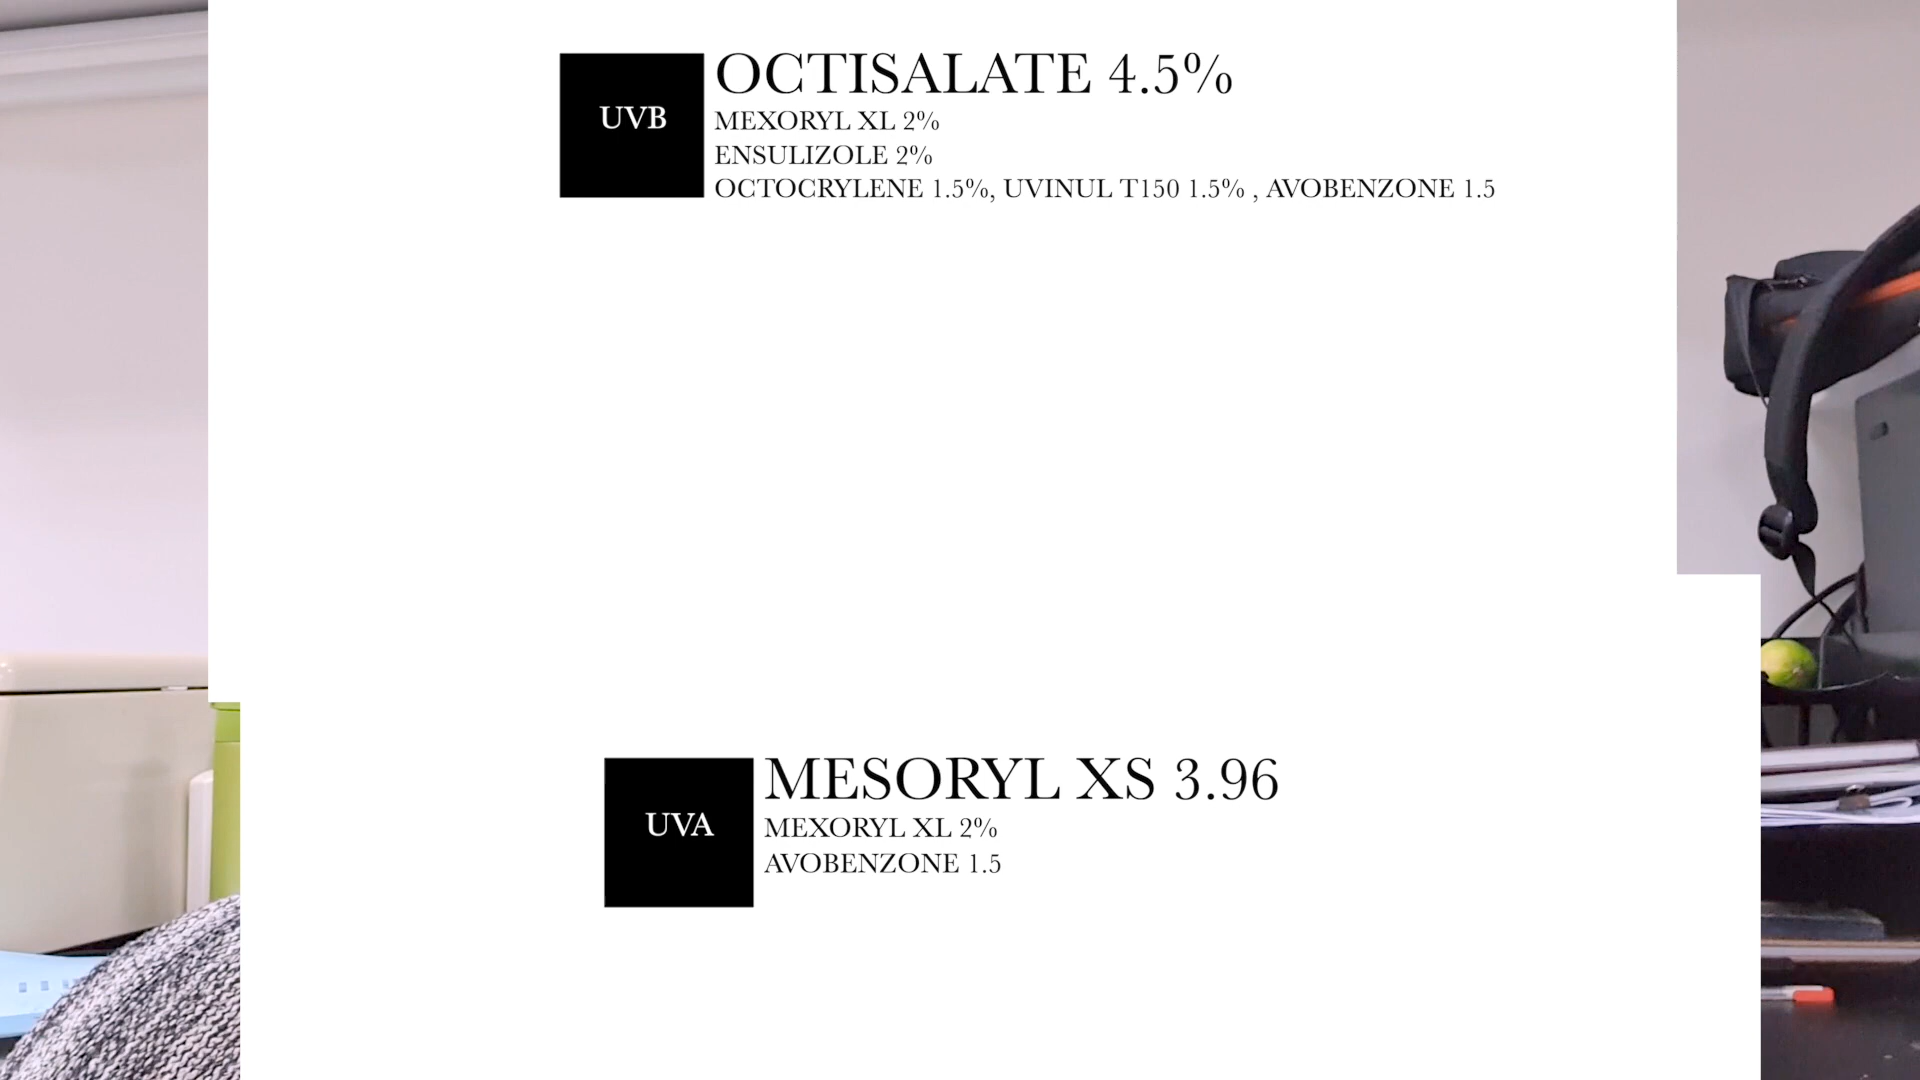 UVB
OCTISALATE 4.5%
MEXORYL XL 2%
ENSULIZOLE 2%
OCTOCRYLENE 1.5%, UVINUL T150 1.5% , AVOBENZONE 1.5
UVA
MESORYL XS 3.96
MEXORYL XL 2%
AVOBENZONE 1.5